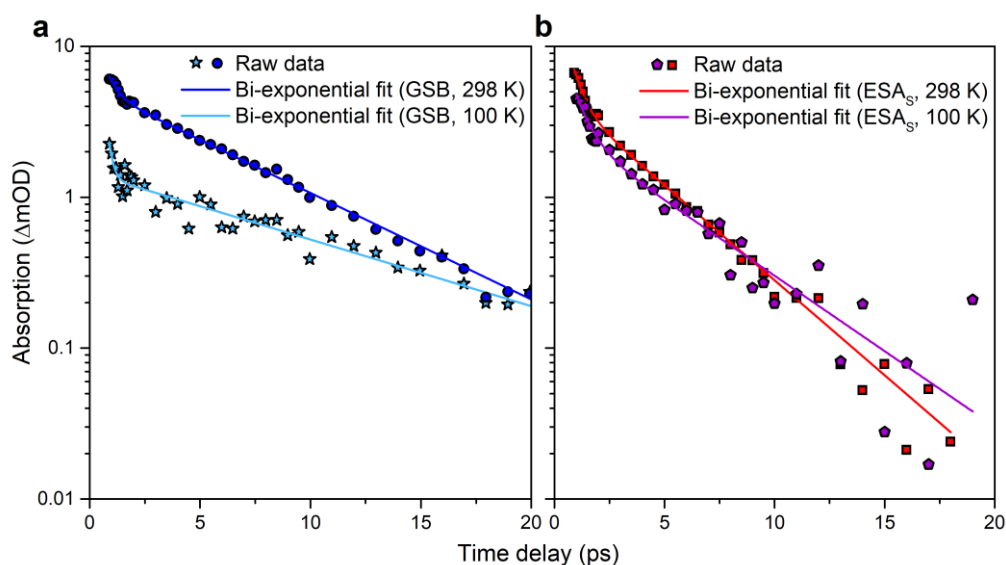 a
b
10
1
0.1
0.01
Absorption (ΔmOD)
Raw data
Bi-exponential fit (GSB, 298 K)
Bi-exponential fit (GSB, 100 K)
Raw data
Bi-exponential fit (ESAS, 298 K)
Bi-exponential fit (ESAS, 100 K)
0 5 10 15 20
0 5 10 15 20
Time delay (ps)